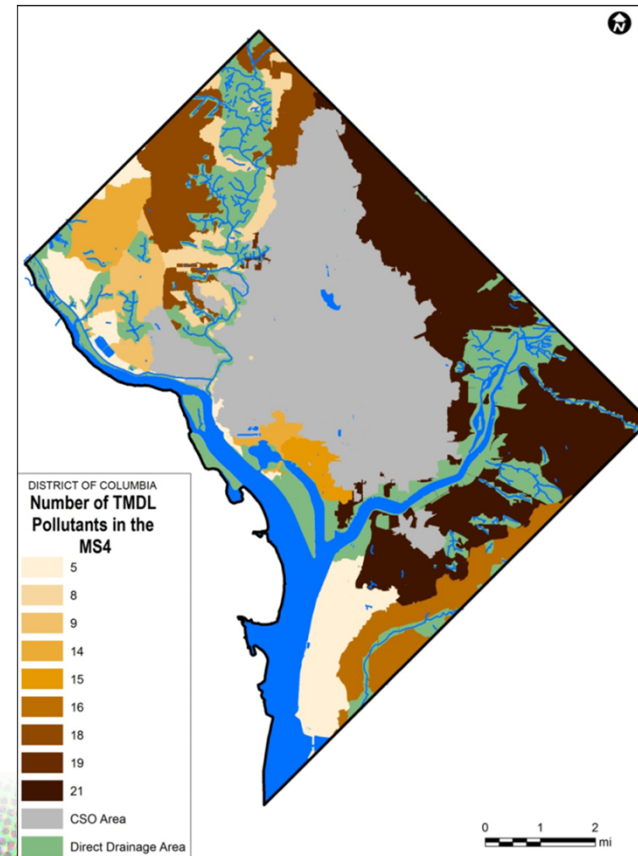 N
DISTRICT OF COLUMBIA
Number of TMDL
Pollutants in the
MS4
5
8
9
14
15
16
18
19
21
CSO Area
Direct Drainage Area
0 1 2
mi